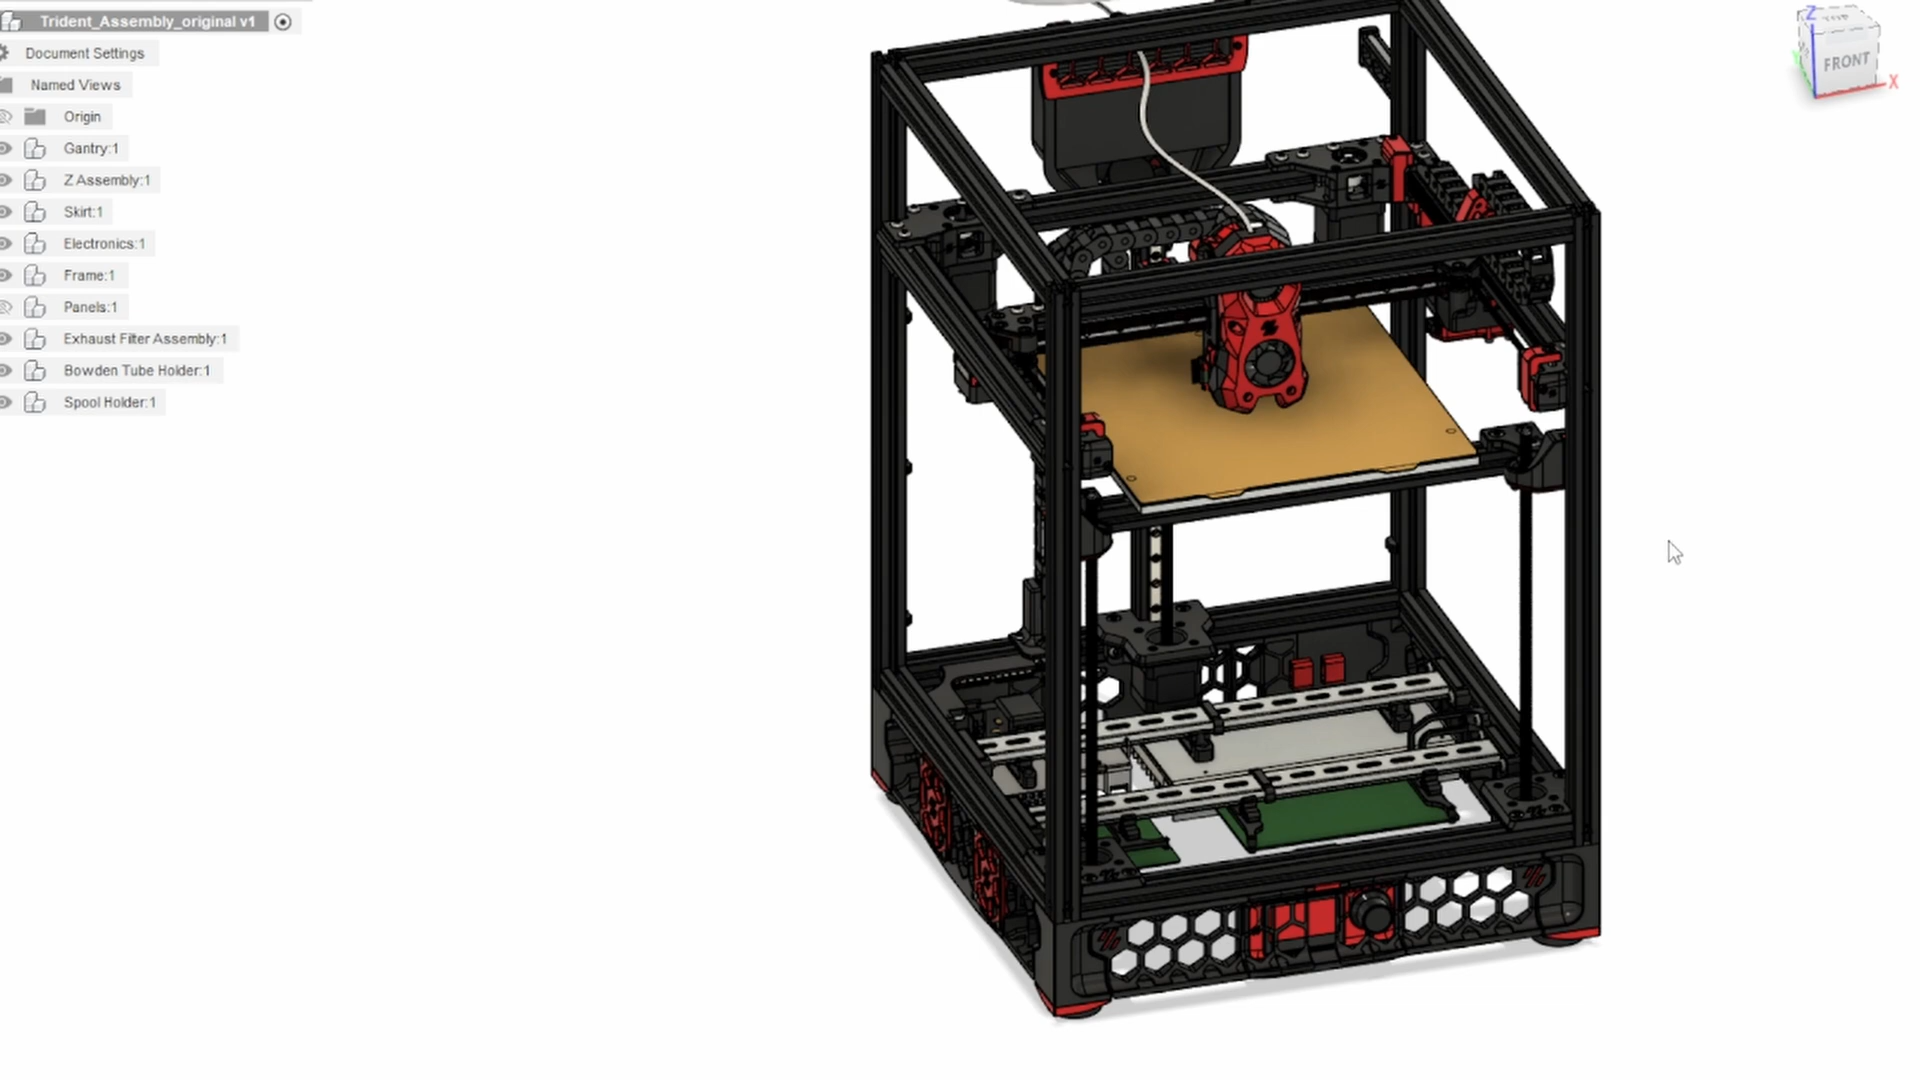 Trident_Assembly_original v1
Document Settings
Named Views
Origin
Gantry:1
Z Assembly:1
Skirt:1
Electronics:1
Frame:1
Panels:1
Exhaust Filter Assembly:1
Bowden Tube Holder:1
Spool Holder:1
Z
TOP
FRONT
X